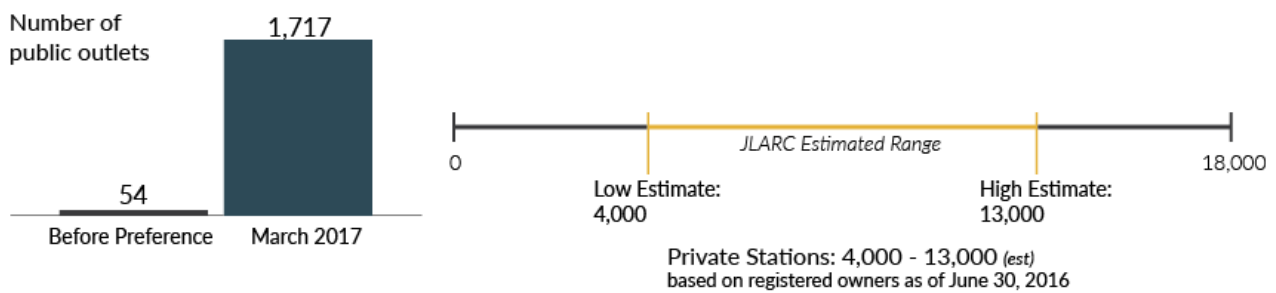 Number of
public outlets
1,717
54
Before Preference
March 2017
JLARC Estimated Range
0
18,000
Low Estimate:
4,000
High Estimate:
13,000
Private Stations: 4,000 - 13,000 (est)
based on registered owners as of June 30, 2016